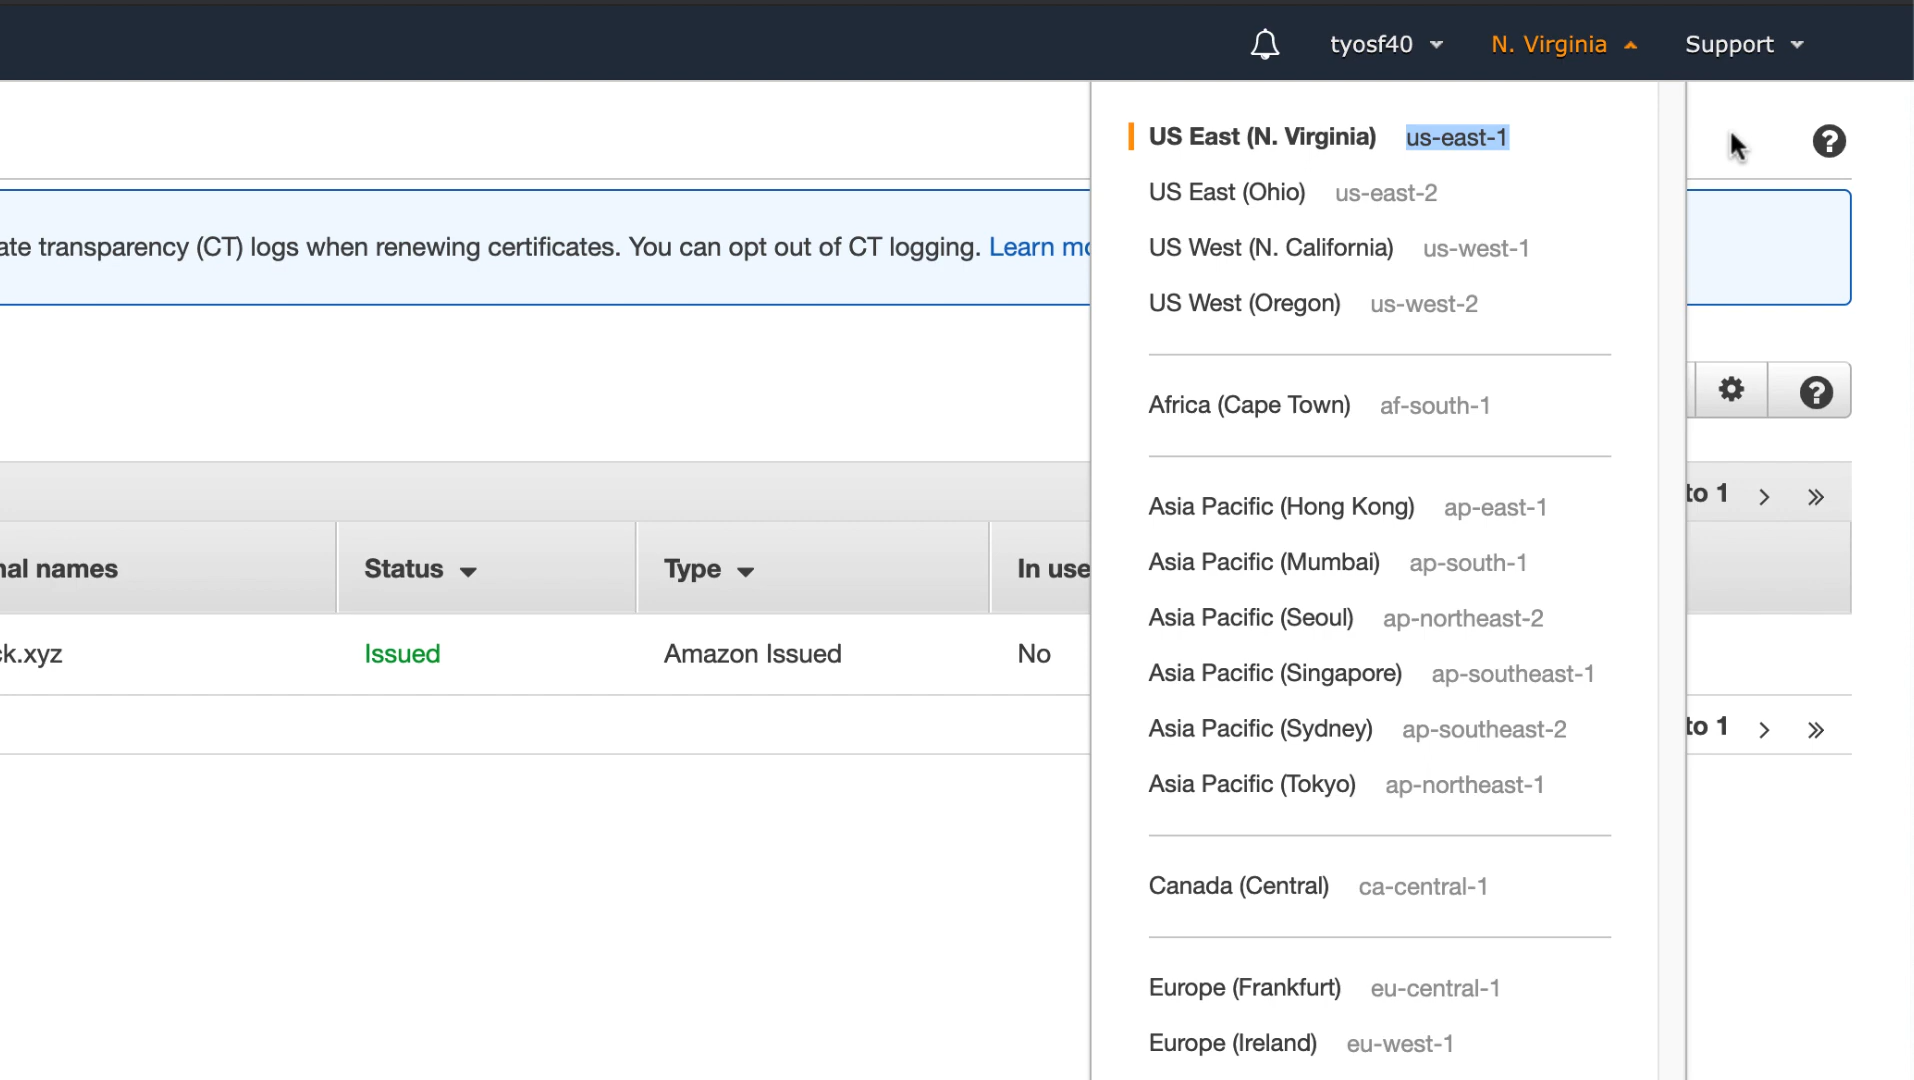 tyosf40 N. Virginia Support
US East (N. Virginia) us-east-1
US East (Ohio) us-east-2
ate transparency (CT) logs when renewing certificates. You can opt out of CT logging. Learn mo
US West (N. California) us-west-1
US West (Oregon) us-west-2
Africa (Cape Town) af-south-1
to 1
Asia Pacific (Hong Kong) ap-east-1
nal names Status Type In use
Asia Pacific (Mumbai) ap-south-1
Asia Pacific (Seoul) ap-northeast-2
ck.xyz Issued Amazon Issued No
Asia Pacific (Singapore) ap-southeast-1
Asia Pacific (Sydney) ap-southeast-2
to 1
Asia Pacific (Tokyo) ap-northeast-1
Canada (Central) ca-central-1
Europe (Frankfurt) eu-central-1
Europe (Ireland) eu-west-1